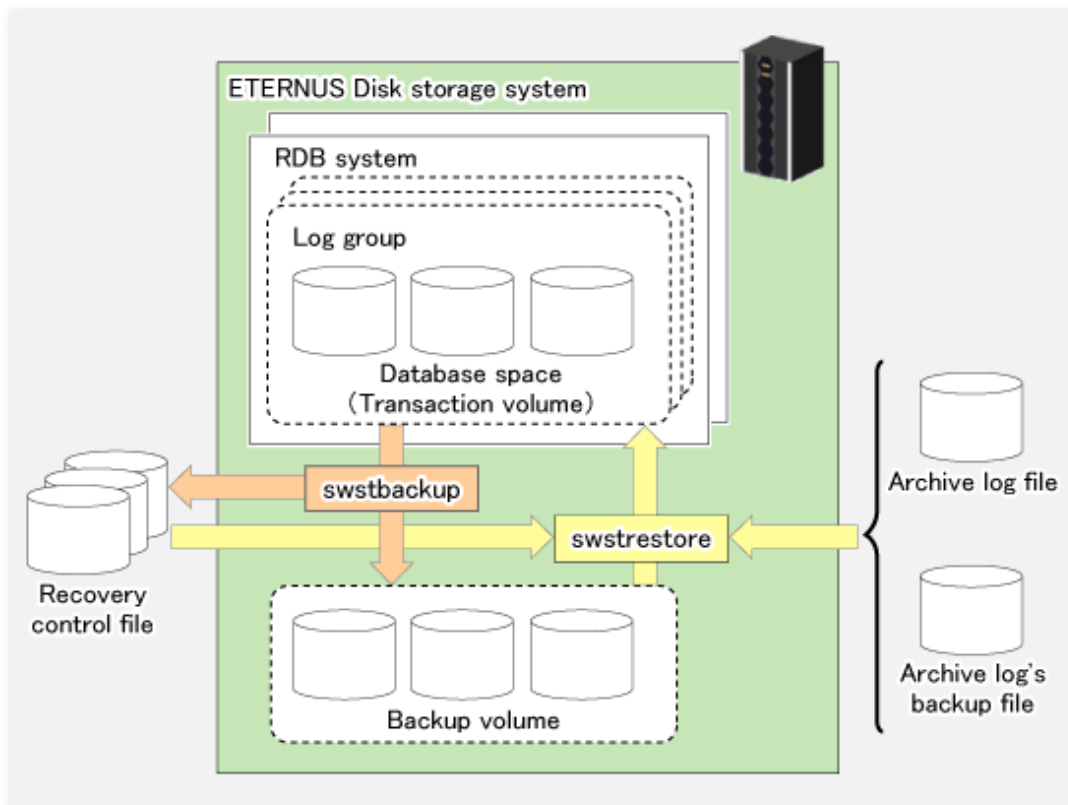 ETERNUS Disk storage system
RDB system
Log group
Database space
(Transaction volume)
swstbackup
swstrestore
Recovery
control file
Archive log file
Archive log's
backup file
Backup volume